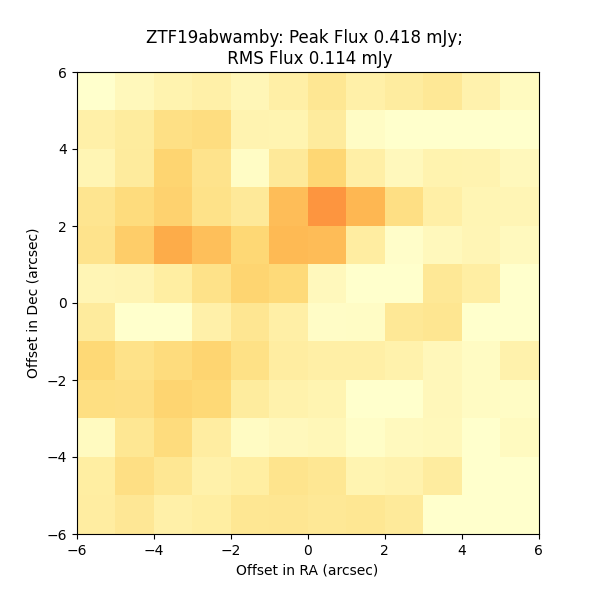 ZTF19abwamby: Peak Flux 0.418 mJy;
RMS Flux 0.114 mJy
6
4
2
0
−2
−4
−6
Offset in Dec (arcsec)
−6 −4 −2 0 2 4 6
Offset in RA (arcsec)